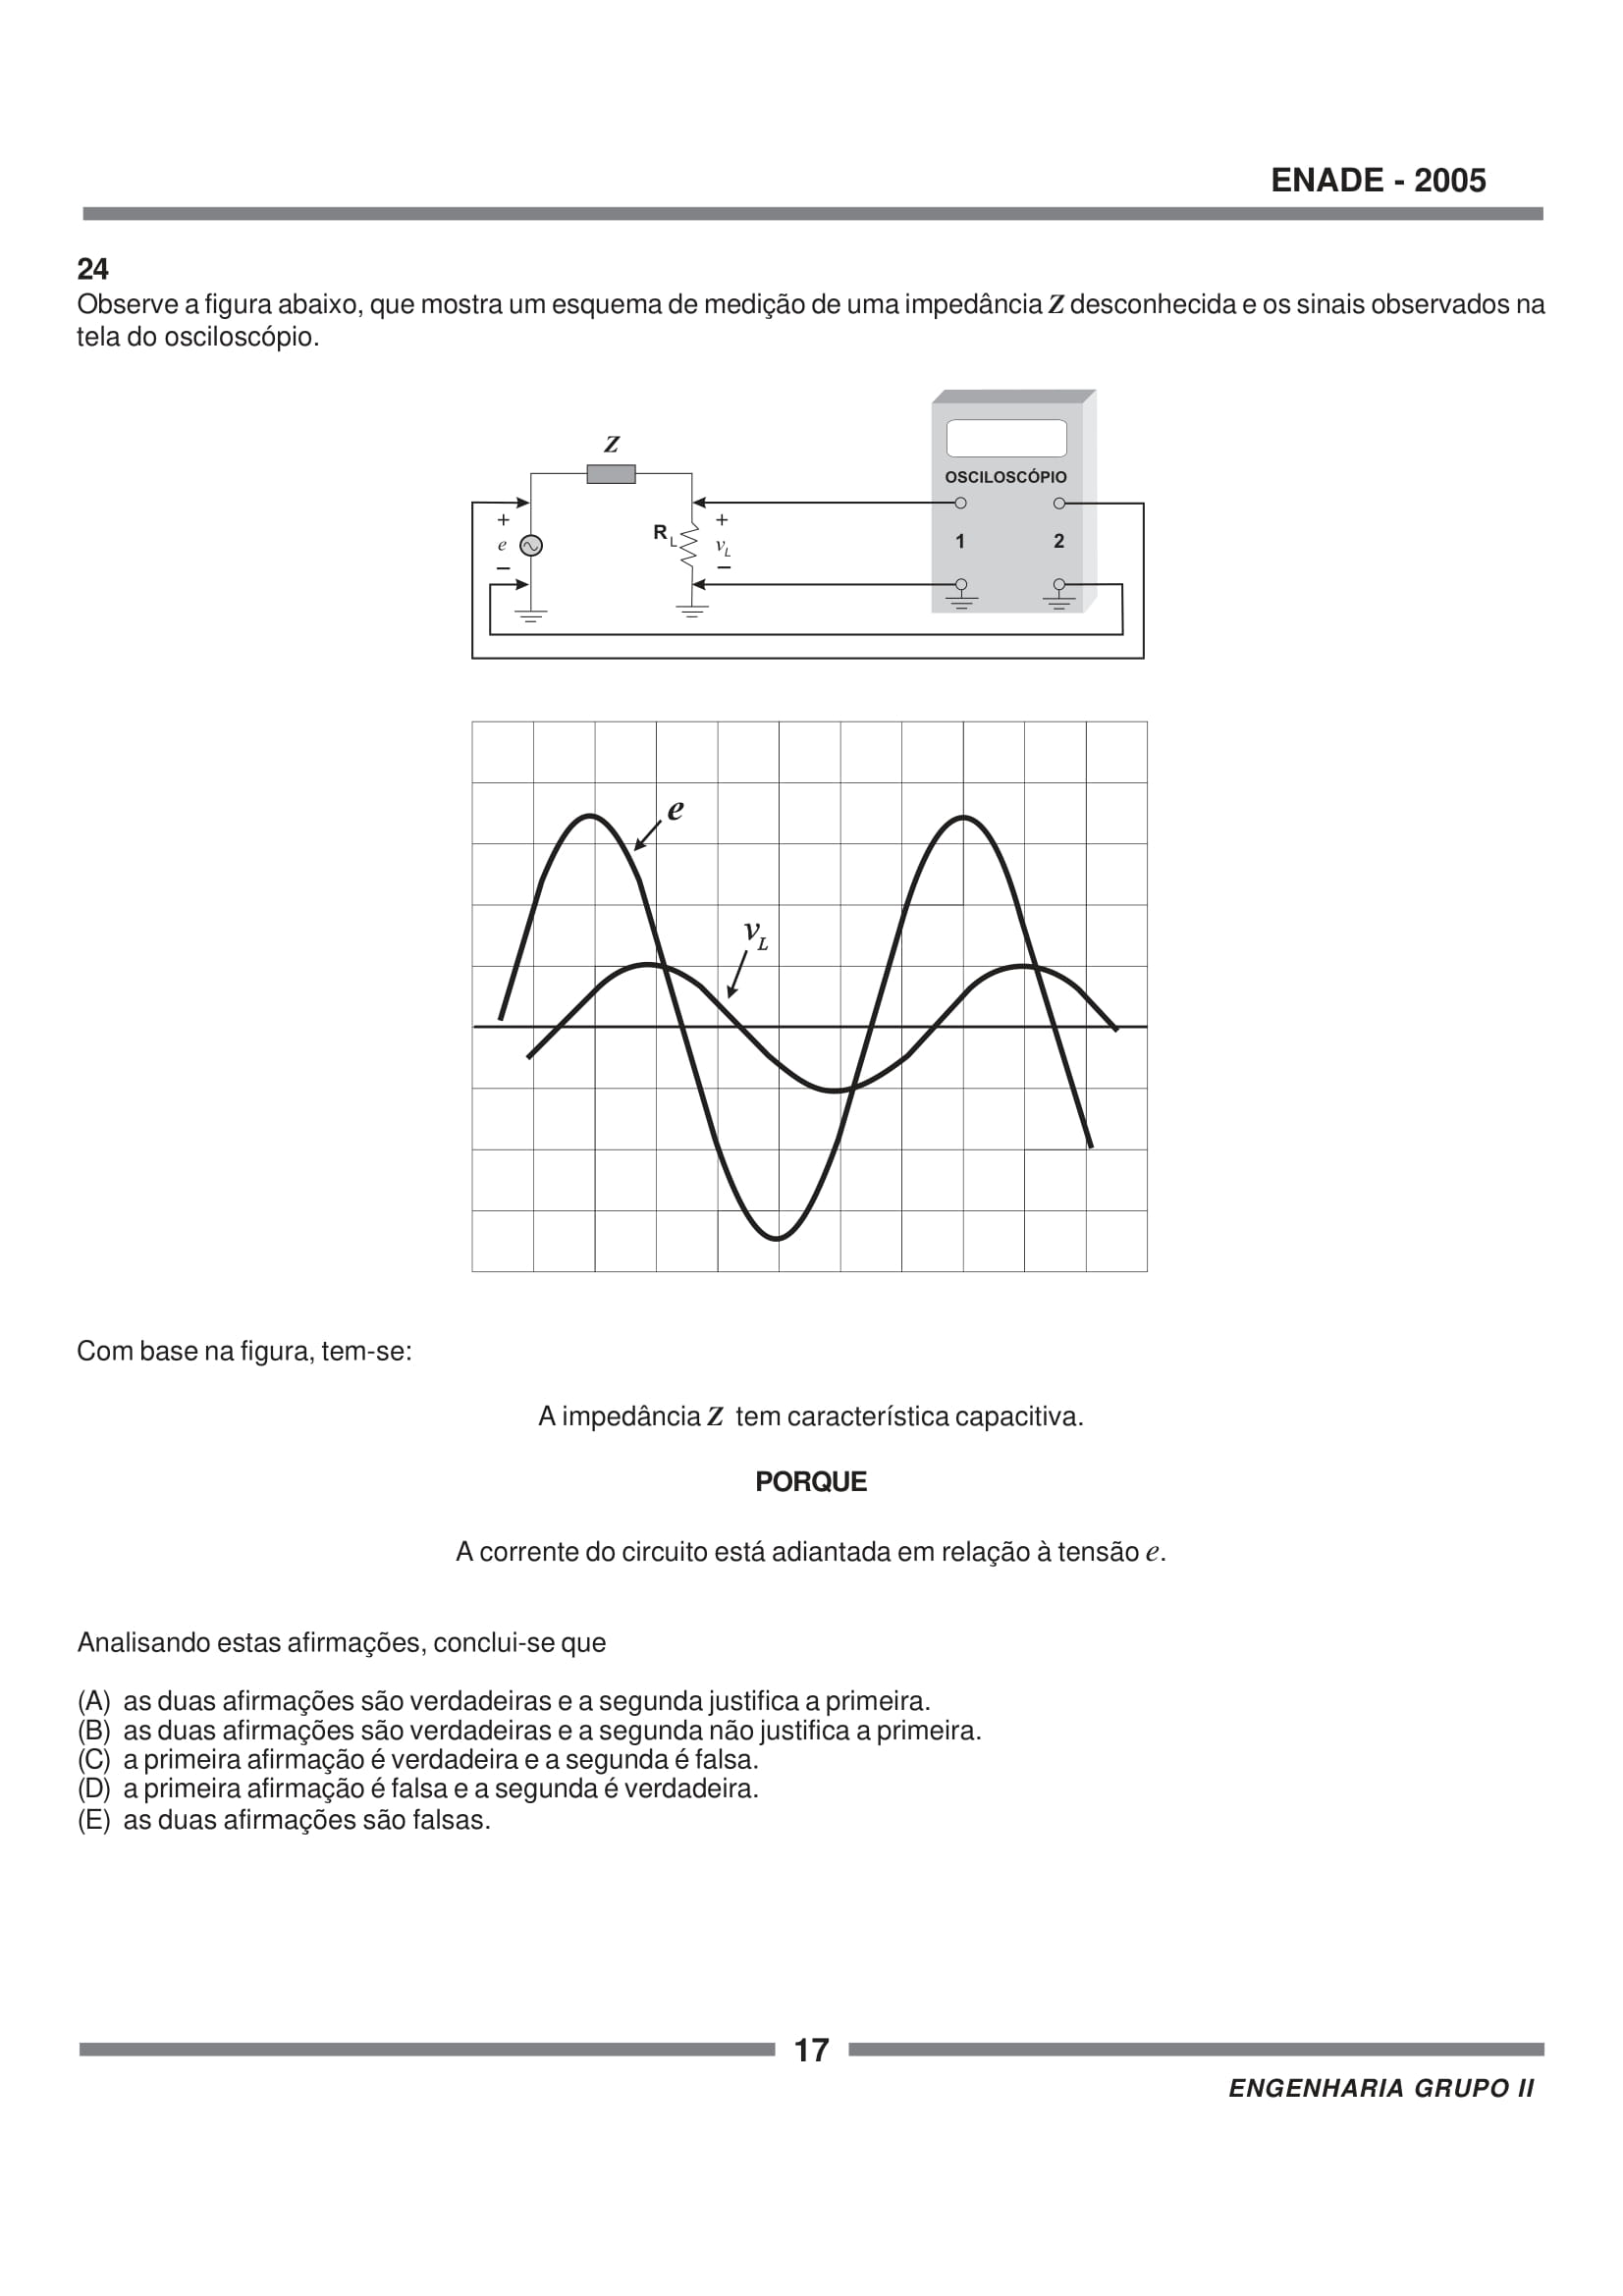 ENADE - 2005
24
Observe a figura abaixo, que mostra um esquema de medição de uma impedância Z desconhecida e os sinais observados na
tela do osciloscópio.
Z
OSCILOSCÓPIO
+
e
–
R L
+
vL
–
1
2
e
vL
Com base na figura, tem-se:
A impedância Z tem característica capacitiva.
PORQUE
A corrente do circuito está adiantada em relação à tensão e.
Analisando estas afirmações, conclui-se que
(A) as duas afirmações são verdadeiras e a segunda justifica a primeira.
(B) as duas afirmações são verdadeiras e a segunda não justifica a primeira.
(C) a primeira afirmação é verdadeira e a segunda é falsa.
(D) a primeira afirmação é falsa e a segunda é verdadeira.
(E) as duas afirmações são falsas.
17
ENGENHARIA GRUPO II